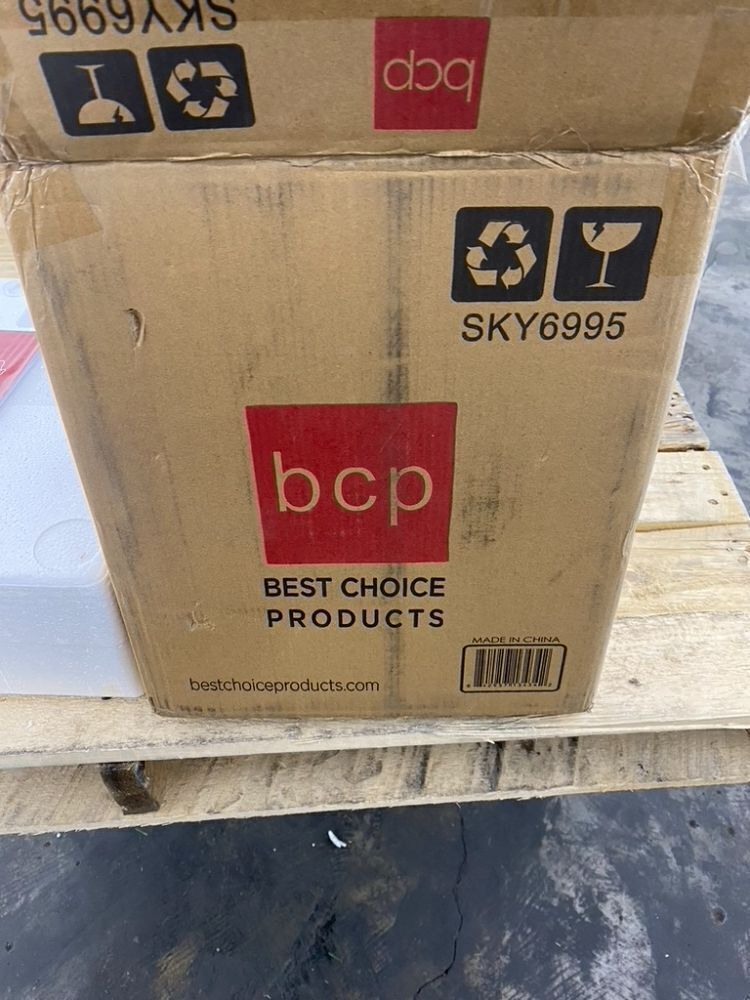 SKY6995
bcp
SKY6995
bcp
BEST CHOICE
PRODUCTS
MADE IN CHINA
bestchoiceproducts.com